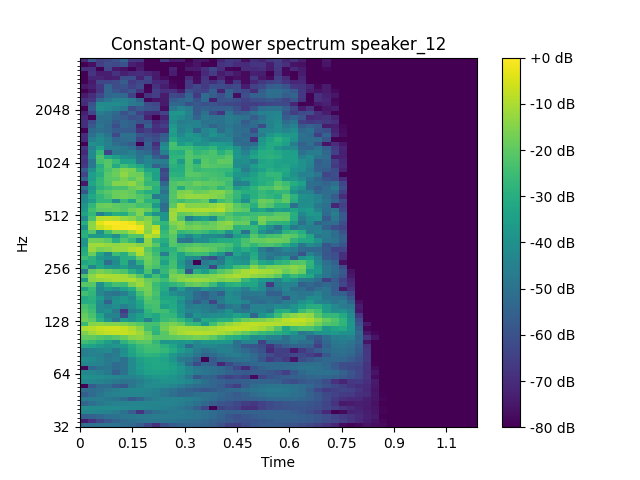 Constant-Q power spectrum speaker_12
Hz
2048
1024
512
256
128
64
32
0 0.15 0.3 0.45 0.6 0.75 0.9 1.1
Time
+0 dB
-10 dB
-20 dB
-30 dB
-40 dB
-50 dB
-60 dB
-70 dB
-80 dB